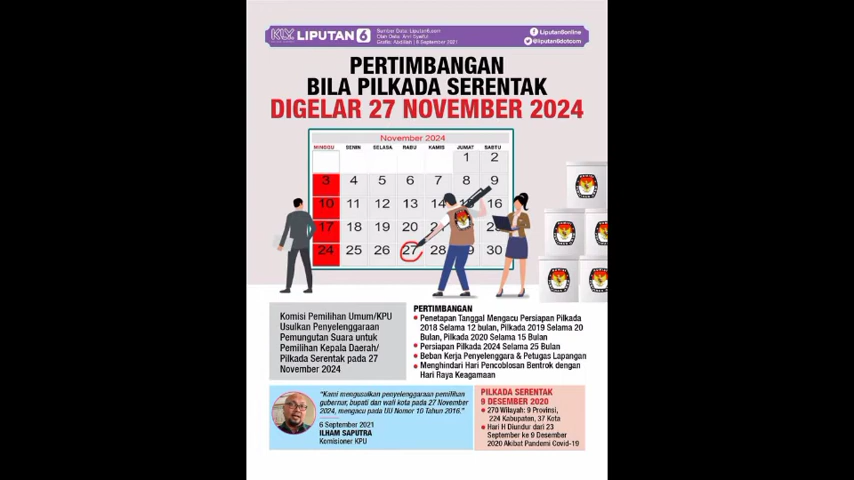 KLY LIPUTAN 6
Sumber Data: Liputan6.com
Olah Data: Anri Syaiful
Grafis: Abdillah | 8 September 2021
Liputan6online
@liputan6dotcom
PERTIMBANGAN
BILA PILKADA SERENTAK
DIGELAR 27 NOVEMBER 2024
November 2024
MINGGU SENIN SELASA RABU KAMIS JUMAT SABTU
1 2
3 4 5 6 7 8 9
10 11 12 13 14 15 16
17 18 19 20
24 25 26 27 28 30
Komisi Pemilihan Umum/KPU
Usulkan Penyelenggaraan
Pemungutan Suara untuk
Pemilihan Kepala Daerah/
Pilkada Serentak pada 27
November 2024
PERTIMBANGAN
Penetapan Tanggal Mengacu Persiapan Pilkada
2018 Selama 12 bulan, Pilkada 2019 Selama 20
Bulan, Pilkada 2020 Selama 15 Bulan
Persiapan Pilkada 2024 Selama 25 Bulan
Beban Kerja Penyelenggara & Petugas Lapangan
Menghindari Hari Pencoblosan Bentrok dengan
Hari Raya Keagamaan
"Kami mengusulkan penyelenggaraan pemilihan
gubernur, bupati dan wali kota pada 27 November
2024, mengacu pada UU Nomor 10 Tahun 2016."
6 September 2021
ILHAM SAPUTRA
Komisioner KPU
PILKADA SERENTAK
9 DESEMBER 2020
270 Wilayah: 9 Provinsi,
224 Kabupaten, 37 Kota
Hari H Diundur dari 23
September ke 9 Desember
2020 Akibat Pandemi Covid-19